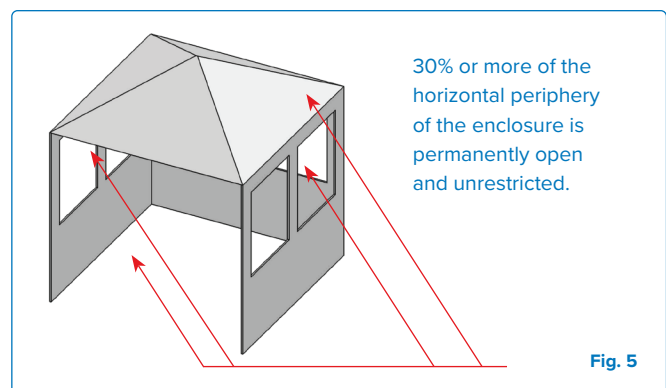 30% or more of the
horizontal periphery
of the enclosure is
permanently open
and unrestricted.
Fig. 5